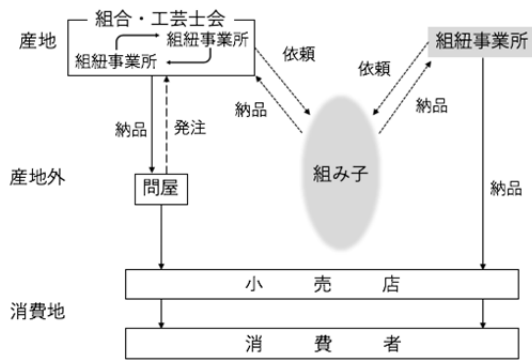 組合・工芸士会
産地
組紐事業所
組紐事業所
依頼
依頼
組紐事業所
納品
発注
納品
納品
産地外
問屋
組み子
納品
小売店
消費地
消費者